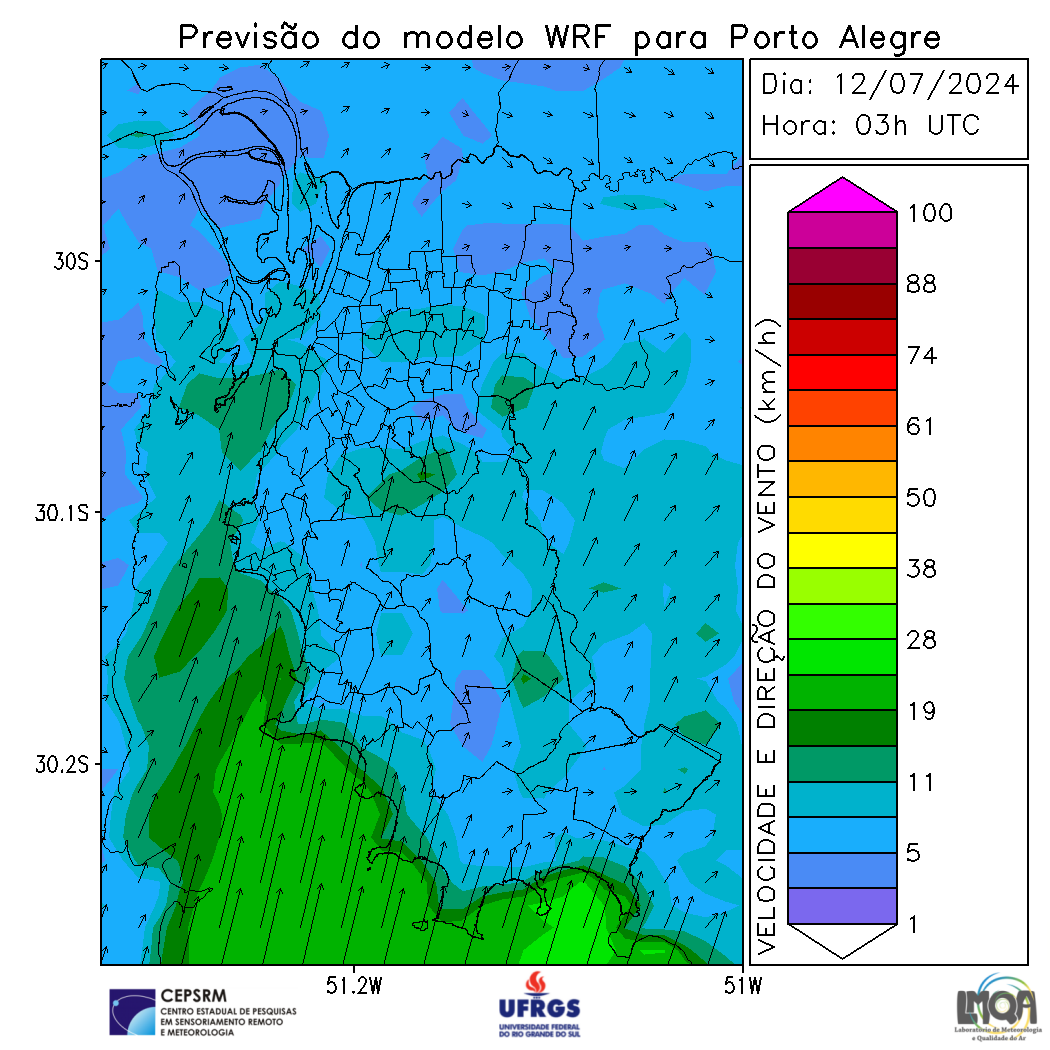 Previsão do modelo WRF para Porto Alegre
Dia: 12/07/2024
Hora: 03h UTC
30S
30.1S
30.2S
51.2W
51W
VELOCIDADE E DIREÇÃO DO VENTO (km/h)
100
88
74
61
50
38
28
19
11
5
1
CEPSRM
CENTRO ESTADUAL DE PESQUISAS
EM SENSORIAMENTO REMOTO
E METEOROLOGIA
UFRGS
UNIVERSIDADE FEDERAL
DO RIO GRANDE DO SUL
LMQA
Laboratório de Meteorologia
e Qualidade do Ar